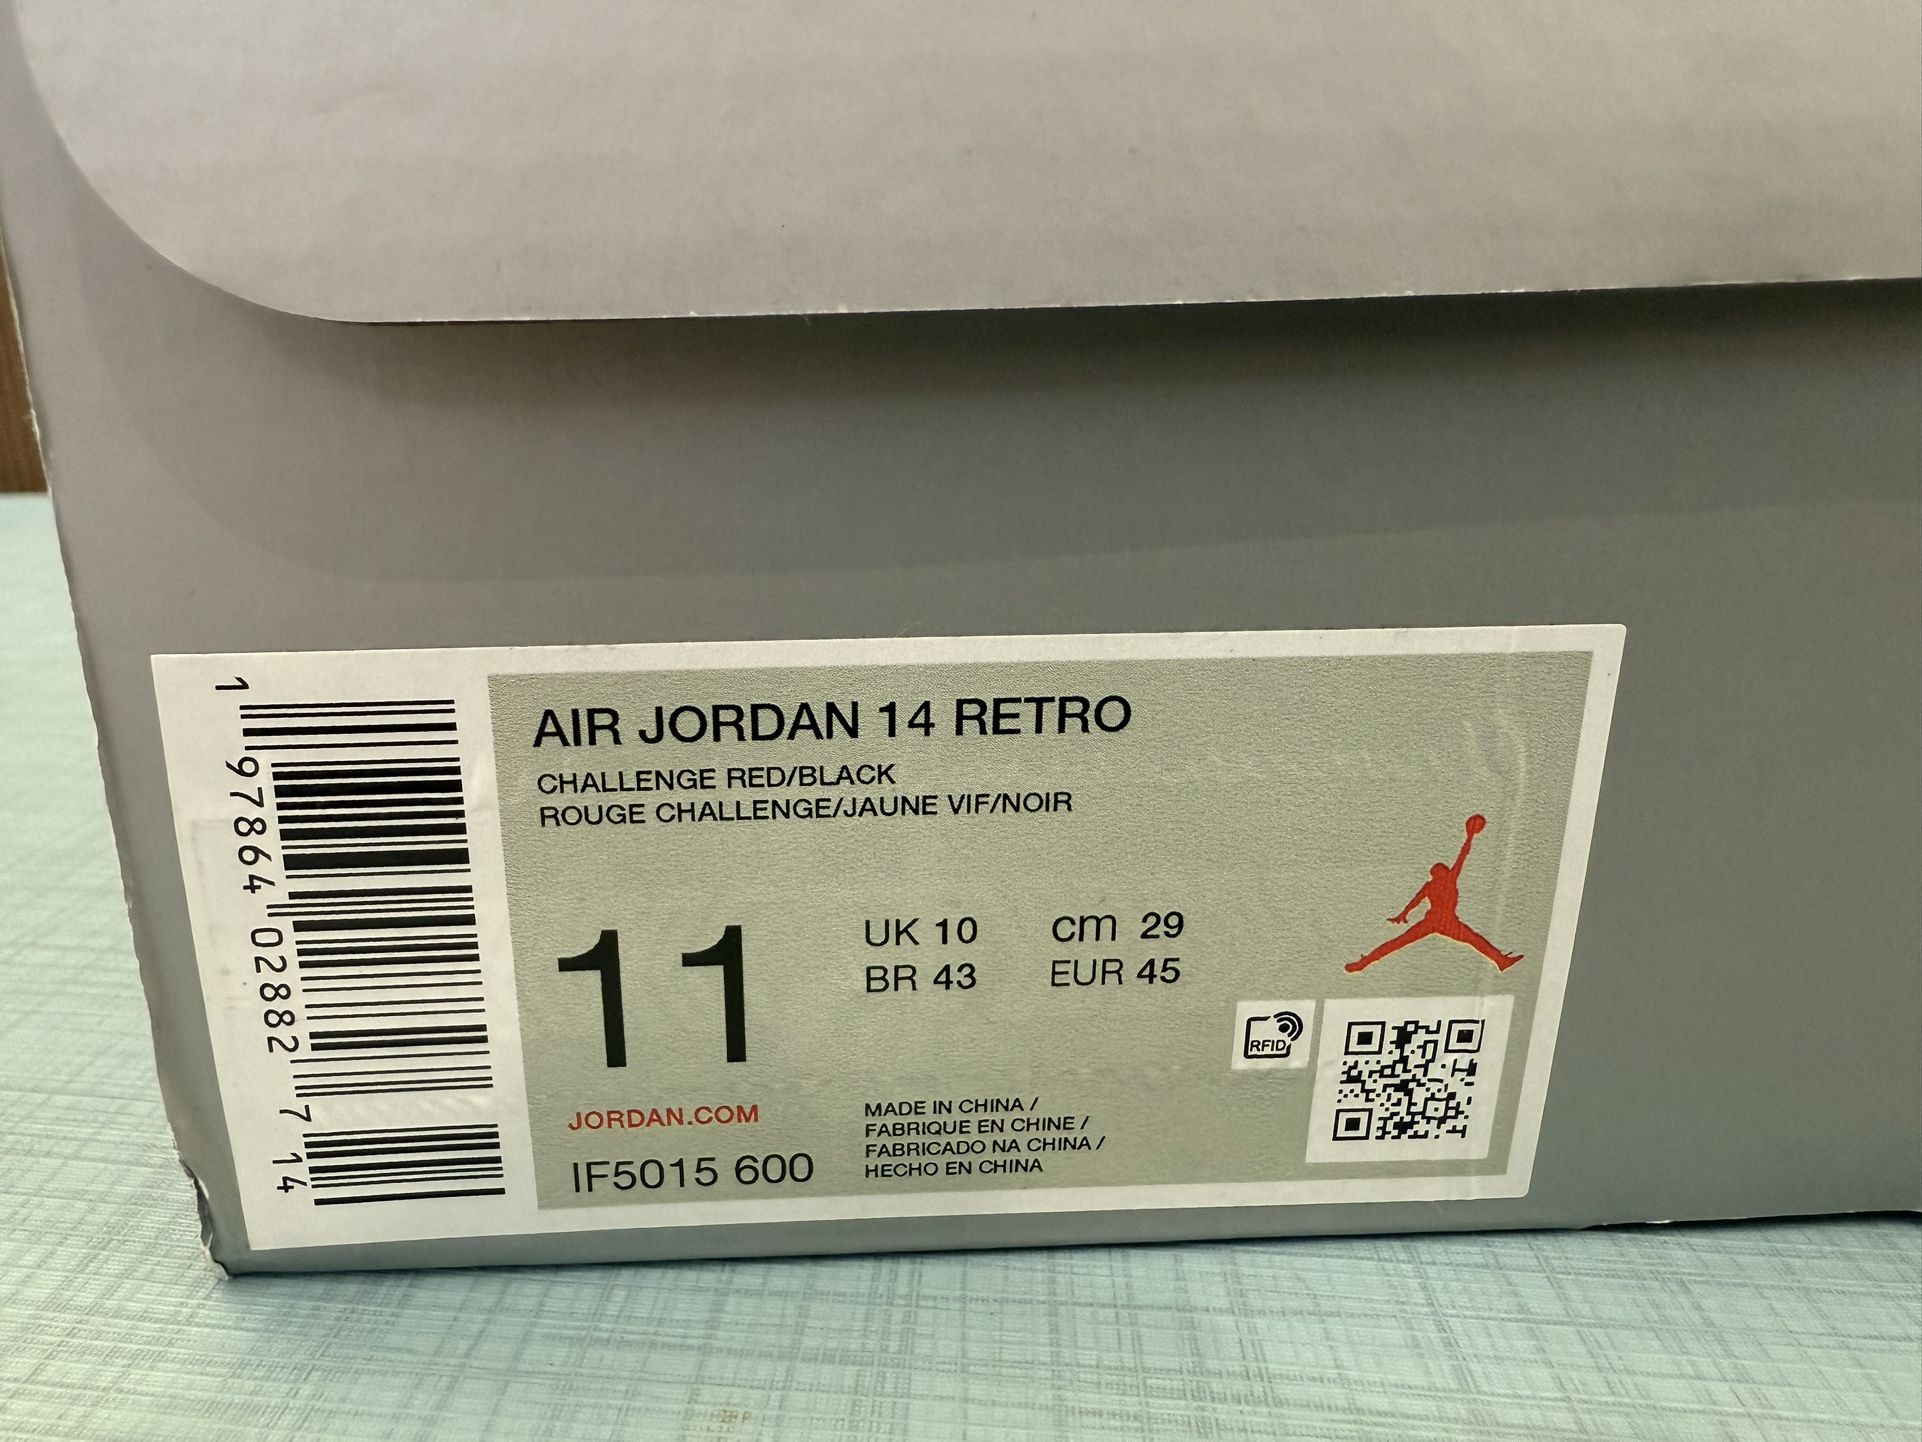 AIR JORDAN 14 RETRO
CHALLENGE RED/BLACK
ROUGE CHALLENGE/JAUNE VIF/NOIR
11
UK 10 cm 29
BR 43 EUR 45
RFID
JORDAN.COM
IF5015 600
MADE IN CHINA /
FABRIQUE EN CHINE /
FABRICADO NA CHINA /
HECHO EN CHINA
1 97864 02882 7 14